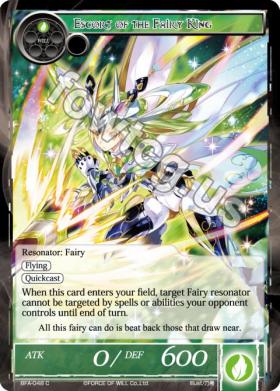 Escort of the Fairy King
WILL
fowtcg.us
Resonator: Fairy
Flying
Quickcast
When this card enters your field, target Fairy resonator
cannot be targeted by spells or abilities your opponent
controls until end of turn.
All this fairy can do is beat back those that draw near.
ATK 0/ DEF 600
BFA-048 C
©FORCE OF WILL Co.,Ltd.